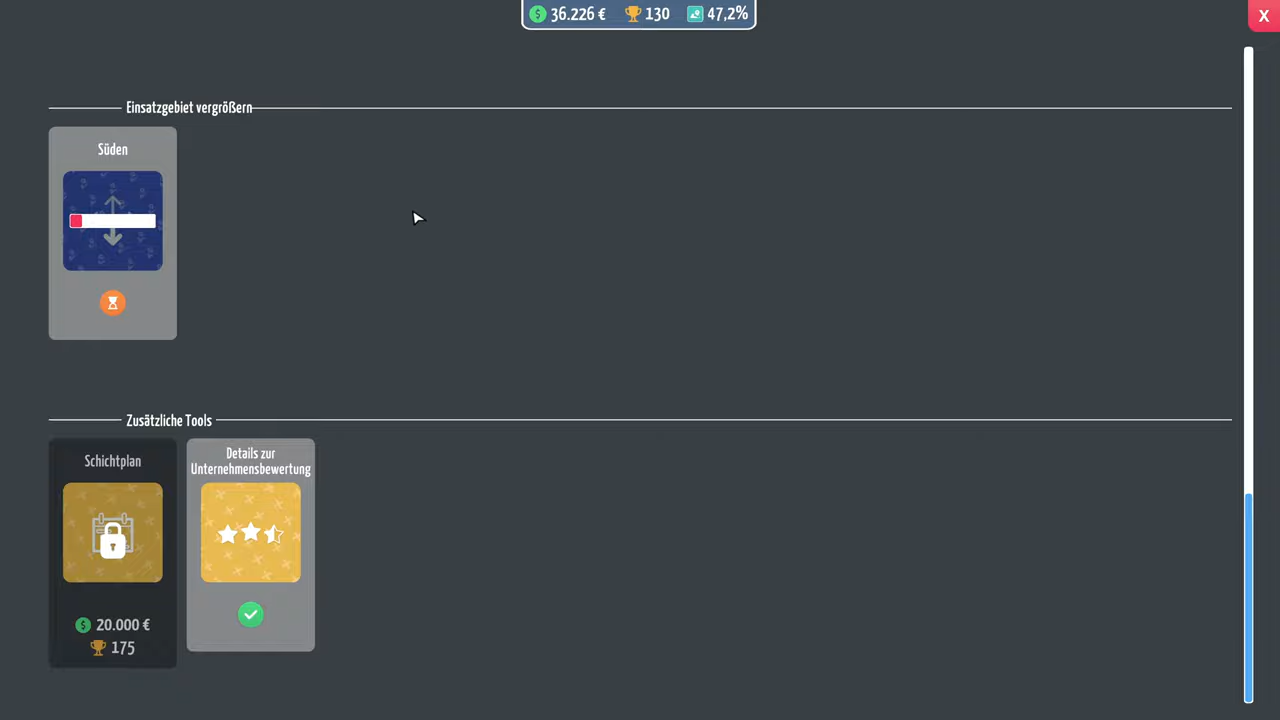 36.226 € 130 47,2%
X
Einsatzgebiet vergrößern
Süden
Zusätzliche Tools
Schichtplan
20.000 €
175
Details zur
Unternehmensbewertung